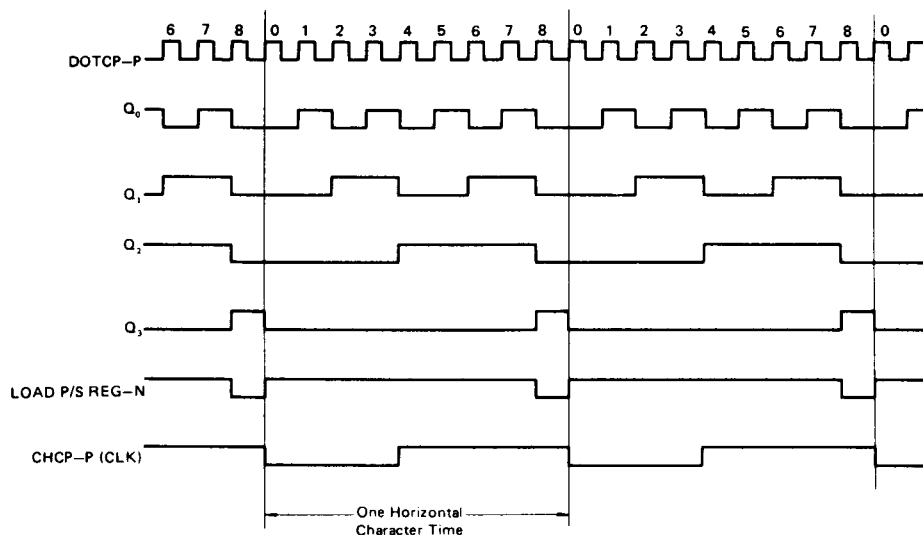 6 7 8 0 1 2 3 4 5 6 7 8 0 1 2 3 4 5 6 7 8 0
DOTCP–P
Q0
Q1
Q2
Q3
LOAD P/S REG–N
CHCP–P (CLK)
One Horizontal
Character Time